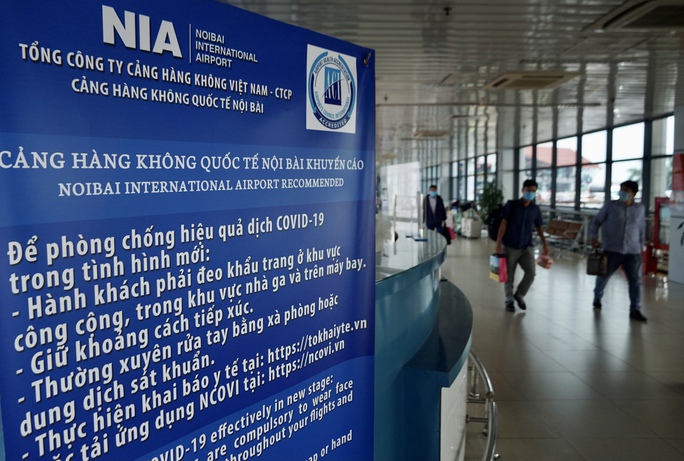 NIA
NOIBAI
INTERNATIONAL
AIRPORT
TỔNG CÔNG TY CẢNG HÀNG KHÔNG VIỆT NAM - CTCP
CẢNG HÀNG KHÔNG QUỐC TẾ NỘI BÀI
ACCREDITED
CẢNG HÀNG KHÔNG QUỐC TẾ NỘI BÀI KHUYẾN CÁO
NOIBAI INTERNATIONAL AIRPORT RECOMMENDED
Để phòng chống hiệu quả dịch COVID-19
trong tình hình mới:
- Hành khách phải đeo khẩu trang ở khu vực
công cộng, trong khu vực nhà ga và trên máy bay.
- Giữ khoảng cách tiếp xúc.
- Thường xuyên rửa tay bằng xà phòng hoặc
dung dịch sát khuẩn.
- Thực hiện khai báo y tế tại: https://tokhaiyte.vn
tải ứng dụng NCOVI tại: https://ncovi.vn
COVID-19 effectively in new stage:
are compulsory to wear face
throughout your flights and
or hand